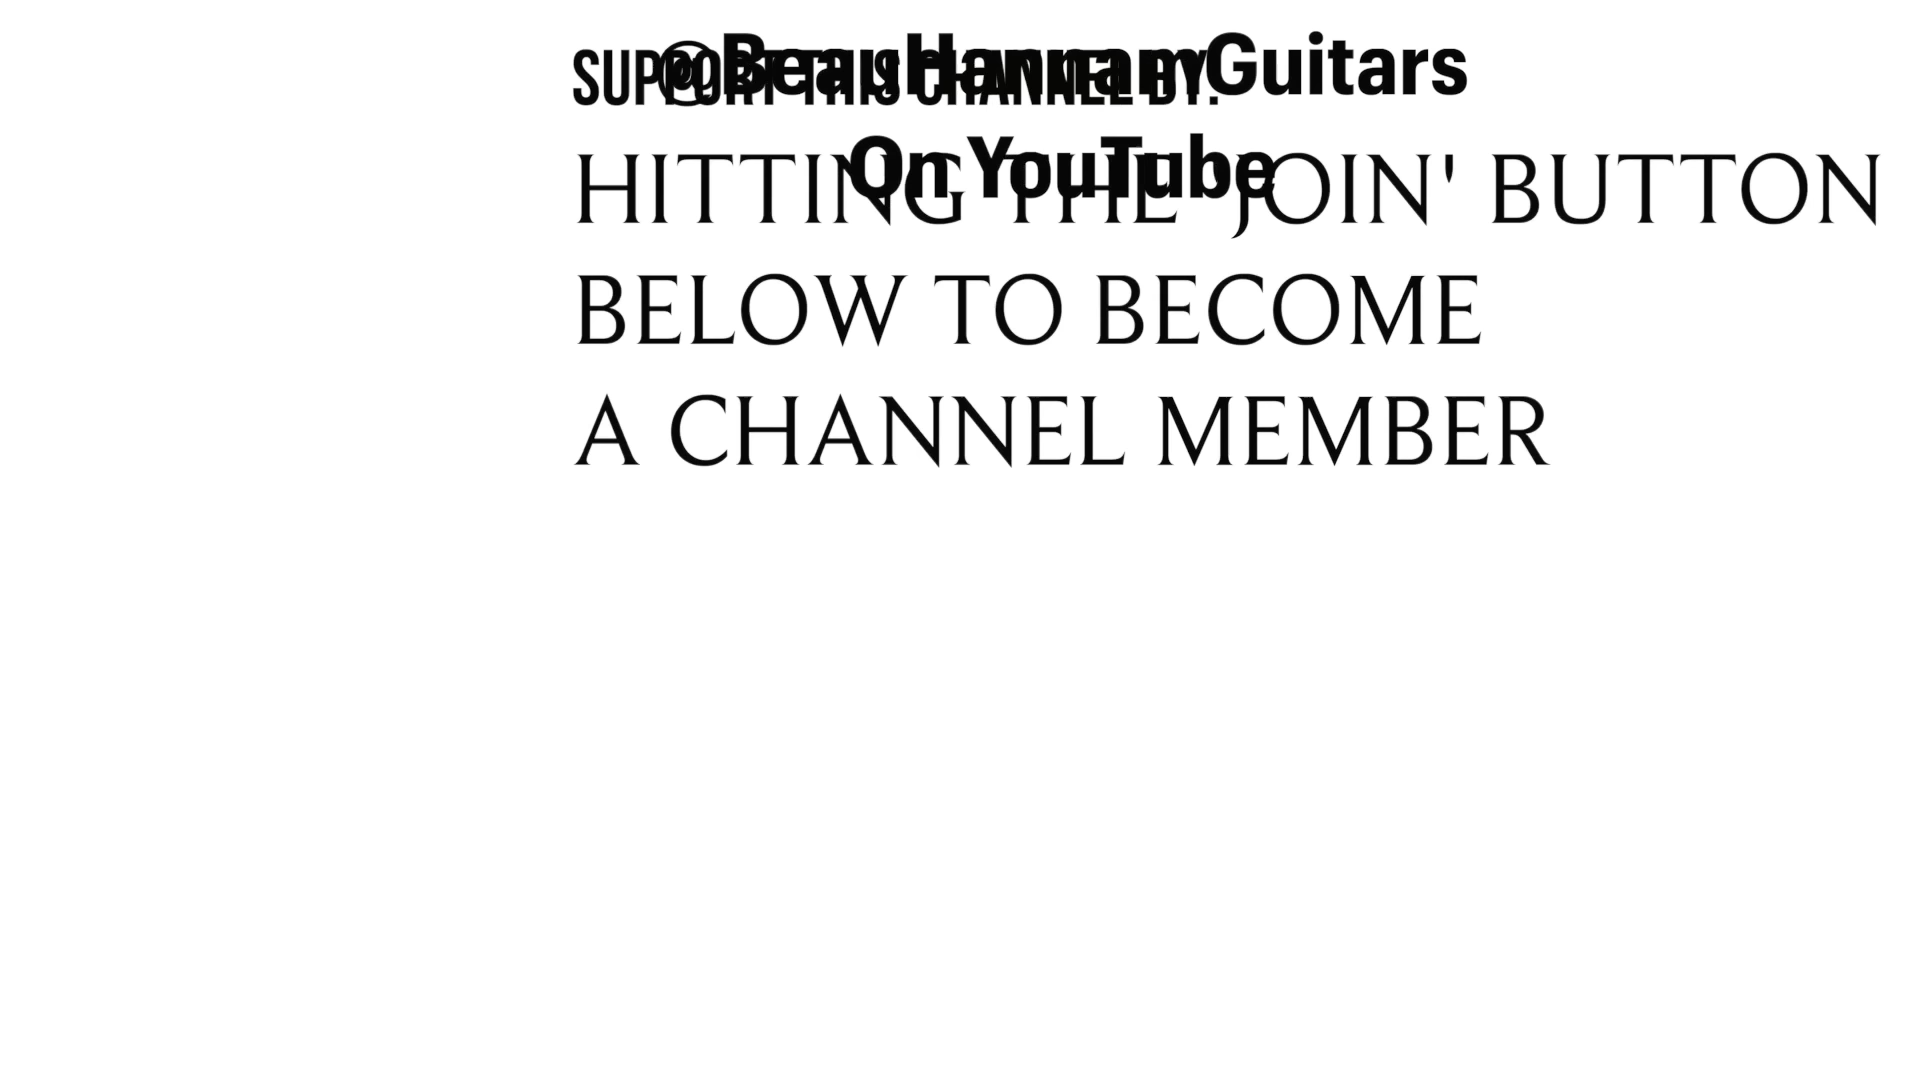 @BeauHannamGuitars
SUPPORT THIS CHANNEL BY:
On YouTube
HITTING THE 'JOIN' BUTTON
BELOW TO BECOME
A CHANNEL MEMBER